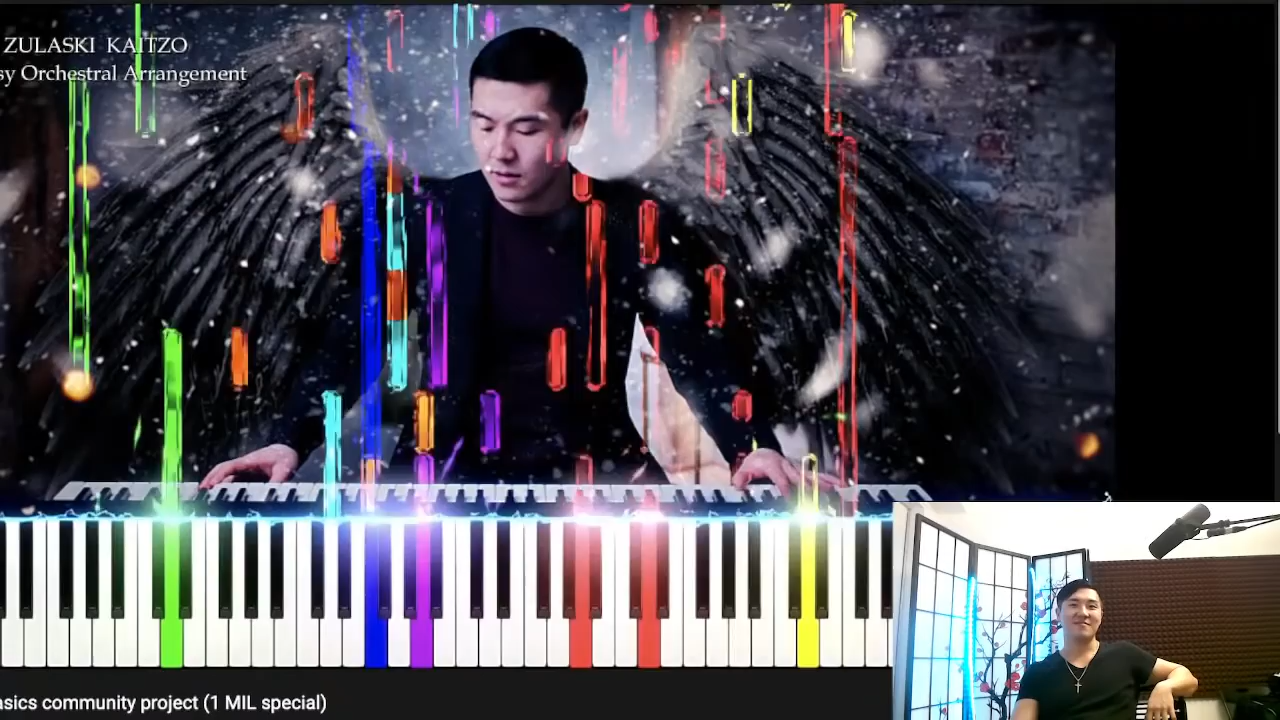 ZULASKI KAITZO
sy Orchestral Arrangement
asics community project (1 MIL special)